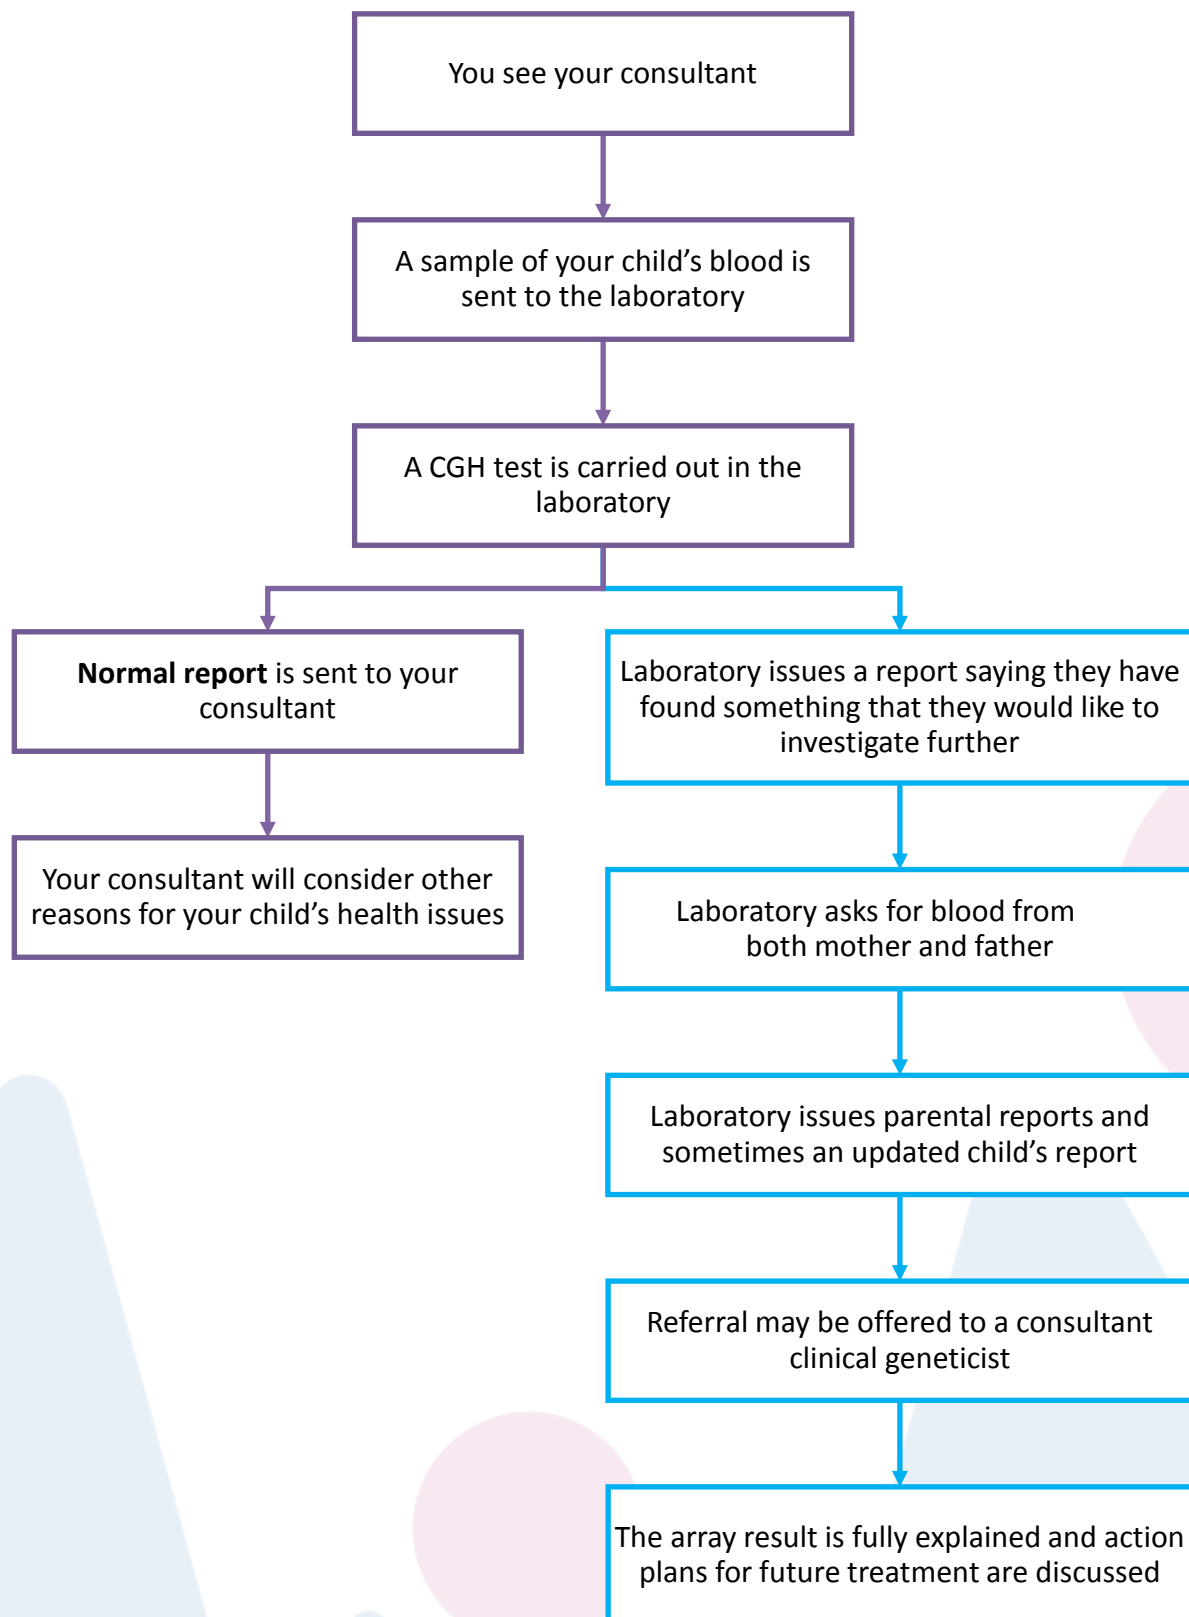 You see your consultant
A sample of your child’s blood is
sent to the laboratory
A CGH test is carried out in the
laboratory
Normal report is sent to your
consultant
Your consultant will consider other
reasons for your child’s health issues
Laboratory issues a report saying they have
found something that they would like to
investigate further
Laboratory asks for blood from
both mother and father
Laboratory issues parental reports and
sometimes an updated child’s report
Referral may be offered to a consultant
clinical geneticist
The array result is fully explained and action
plans for future treatment are discussed